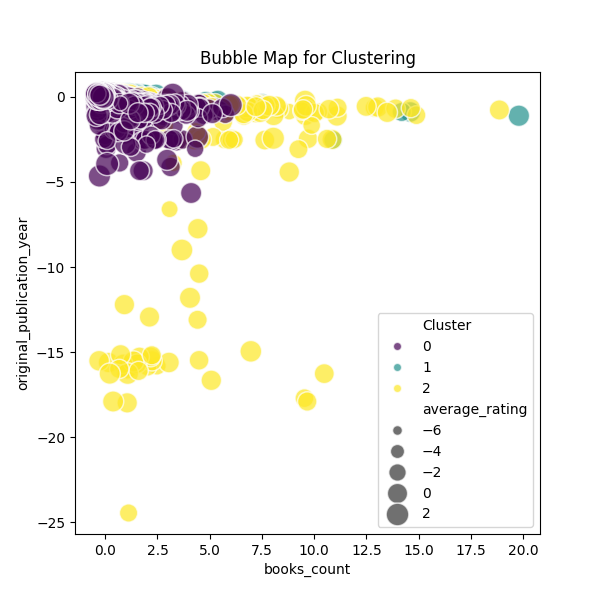 Bubble Map for Clustering
original_publication_year
0
−5
−10
−15
−20
−25
0.0 2.5 5.0 7.5 10.0 12.5 15.0 17.5 20.0
books_count
Cluster
0
1
2
average_rating
−6
−4
−2
0
2